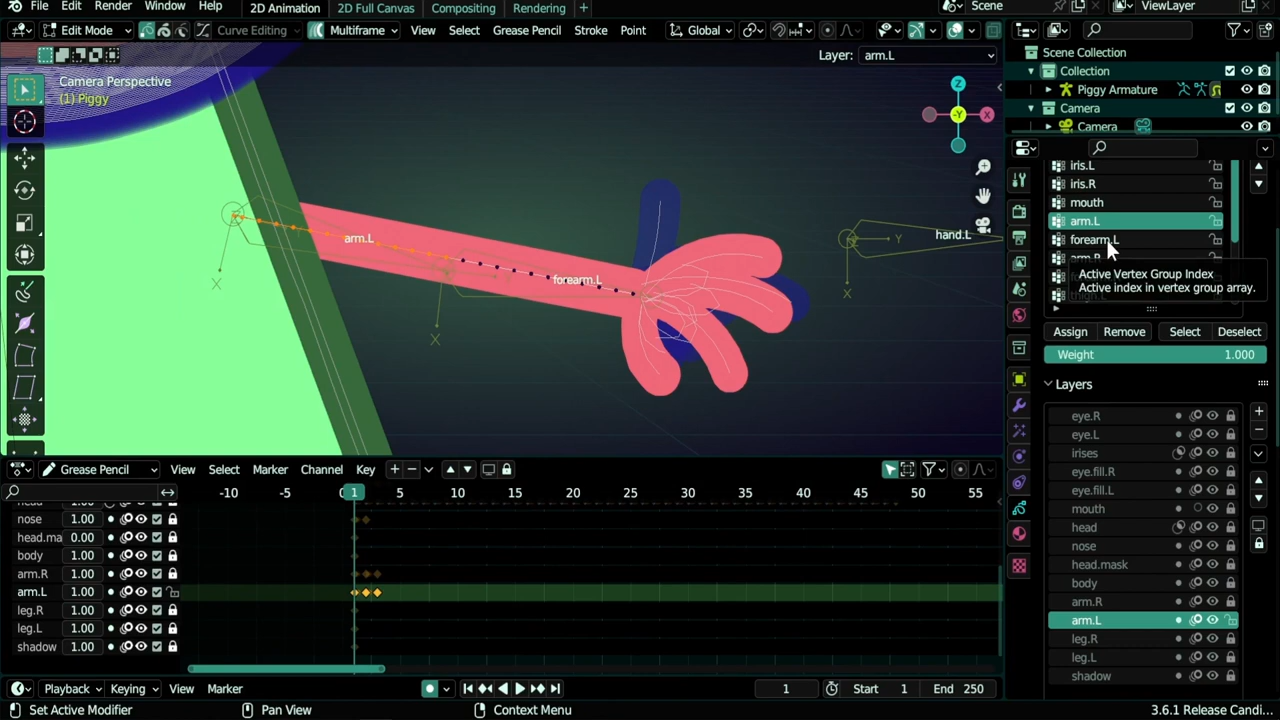 File Edit Render Window Help 2D Animation 2D Full Canvas Compositing Rendering + Scene ViewLayer
Edit Mode Curve Editing Multiframe View Select Grease Pencil Stroke Point Global
Layer: arm.L
Camera Perspective
(1) Piggy
Z
X
-Y
arm.L
forearm.L
hand.L
Y
X
X
X
Scene Collection
Collection
Piggy Armature
Camera
Camera
iris.L
iris.R
mouth
arm.L
forearm.L
arm.R
Active Vertex Group Index
Active index in vertex group array.
Assign Remove Select Deselect
Weight 1.000
Layers
eye.R
eye.L
irises
eye.fill.R
eye.fill.L
mouth
head
nose
head.mask
body
arm.R
arm.L
leg.R
leg.L
shadow
Grease Pencil View Select Marker Channel Key
-10 -5 0 1 5 10 15 20 25 30 35 40 45 50 55
head
nose 1.00
head.ma 0.00
body 1.00
arm.R 1.00
arm.L 1.00
leg.R 1.00
leg.L 1.00
shadow 1.00
Playback Keying View Marker 1 Start 1 End 250
Set Active Modifier Pan View Context Menu 3.6.1 Release Candi...